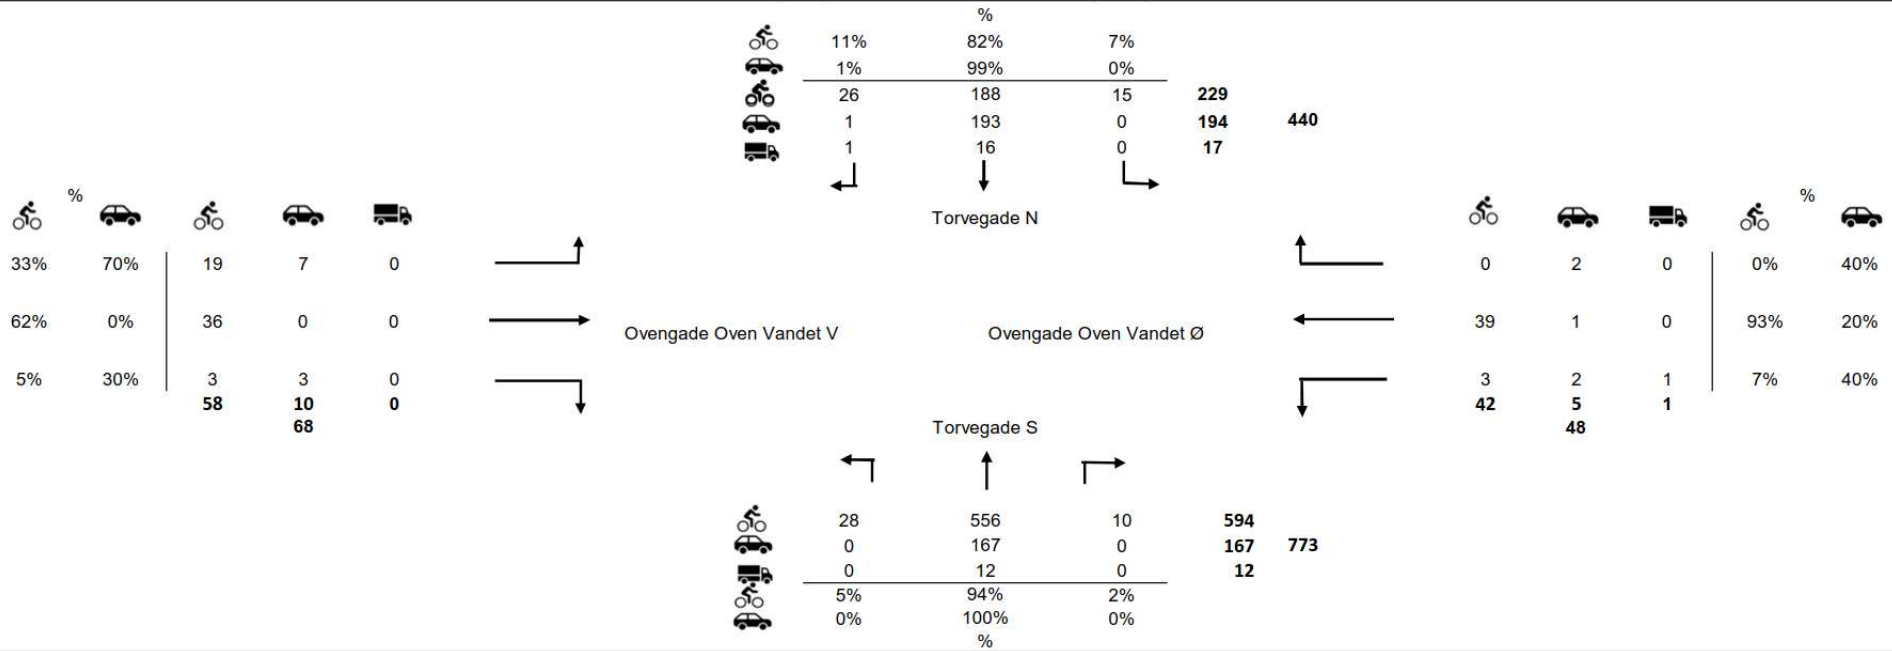 %
11% 82% 7%
1% 99% 0%
26 188 15 229
1 193 0 194 440
1 16 0 17
% %
Torvegade N
33% 70% 19 7 0 0 2 0 0% 40%
62% 0% 36 0 0 39 1 0 93% 20%
Ovengade Oven Vandet V Ovengade Oven Vandet Ø
5% 30% 3 3 0 3 2 1 7% 40%
58 10 0 42 5 1
68 Torvegade S 48
28 556 10 594
0 167 0 167 773
0 12 0 12
5% 94% 2%
0% 100% 0%
%